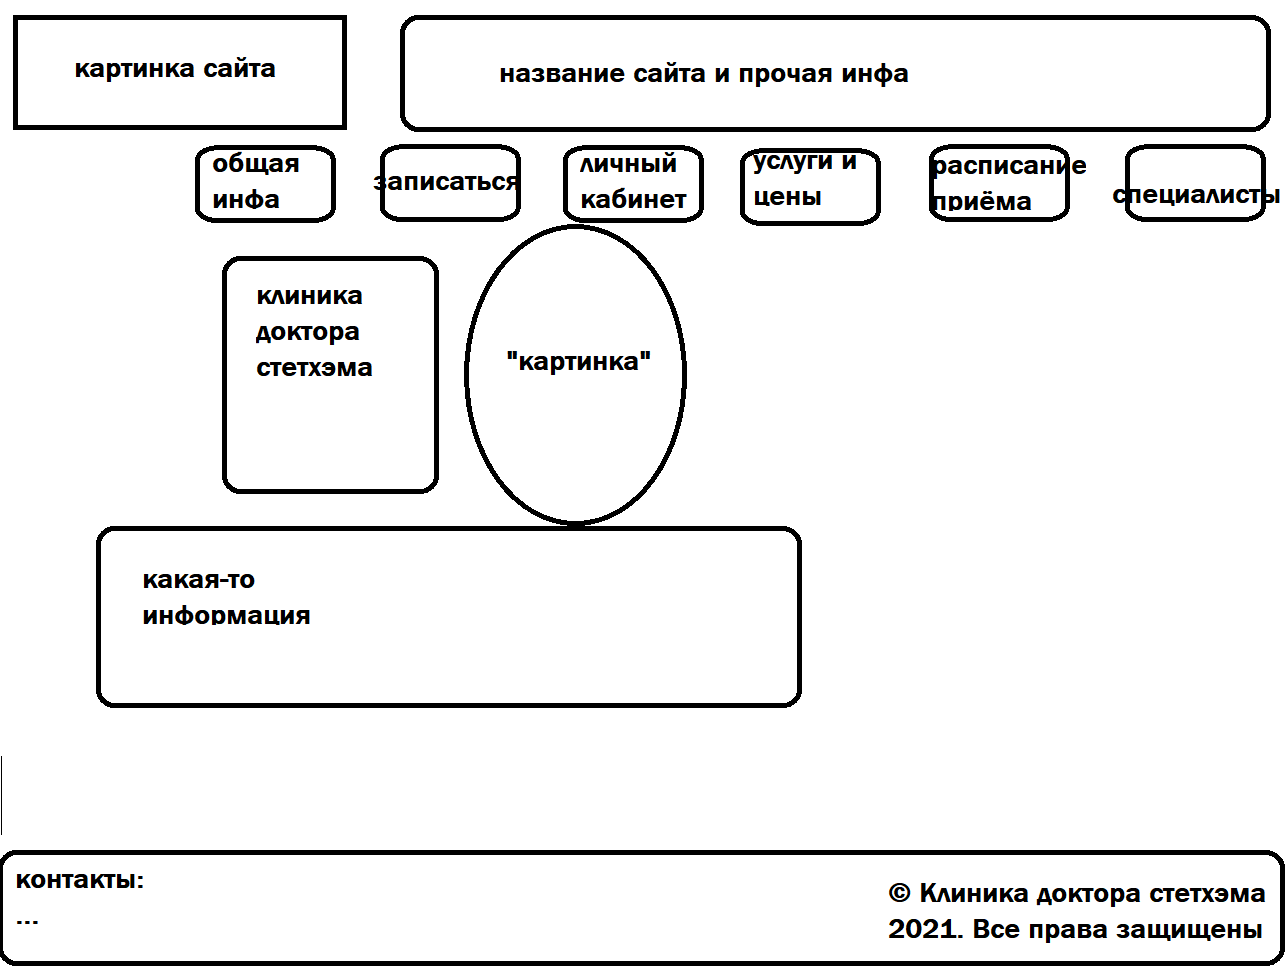 картинка сайта
название сайта и прочая инфа
общая
инфа
записаться
личный
кабинет
услуги и
цены
расписание
приёма
специалисты
клиника
доктора
стетхэма
"картинка"
какая-то
информация
контакты:
...
© Клиника доктора стетхэма
2021. Все права защищены